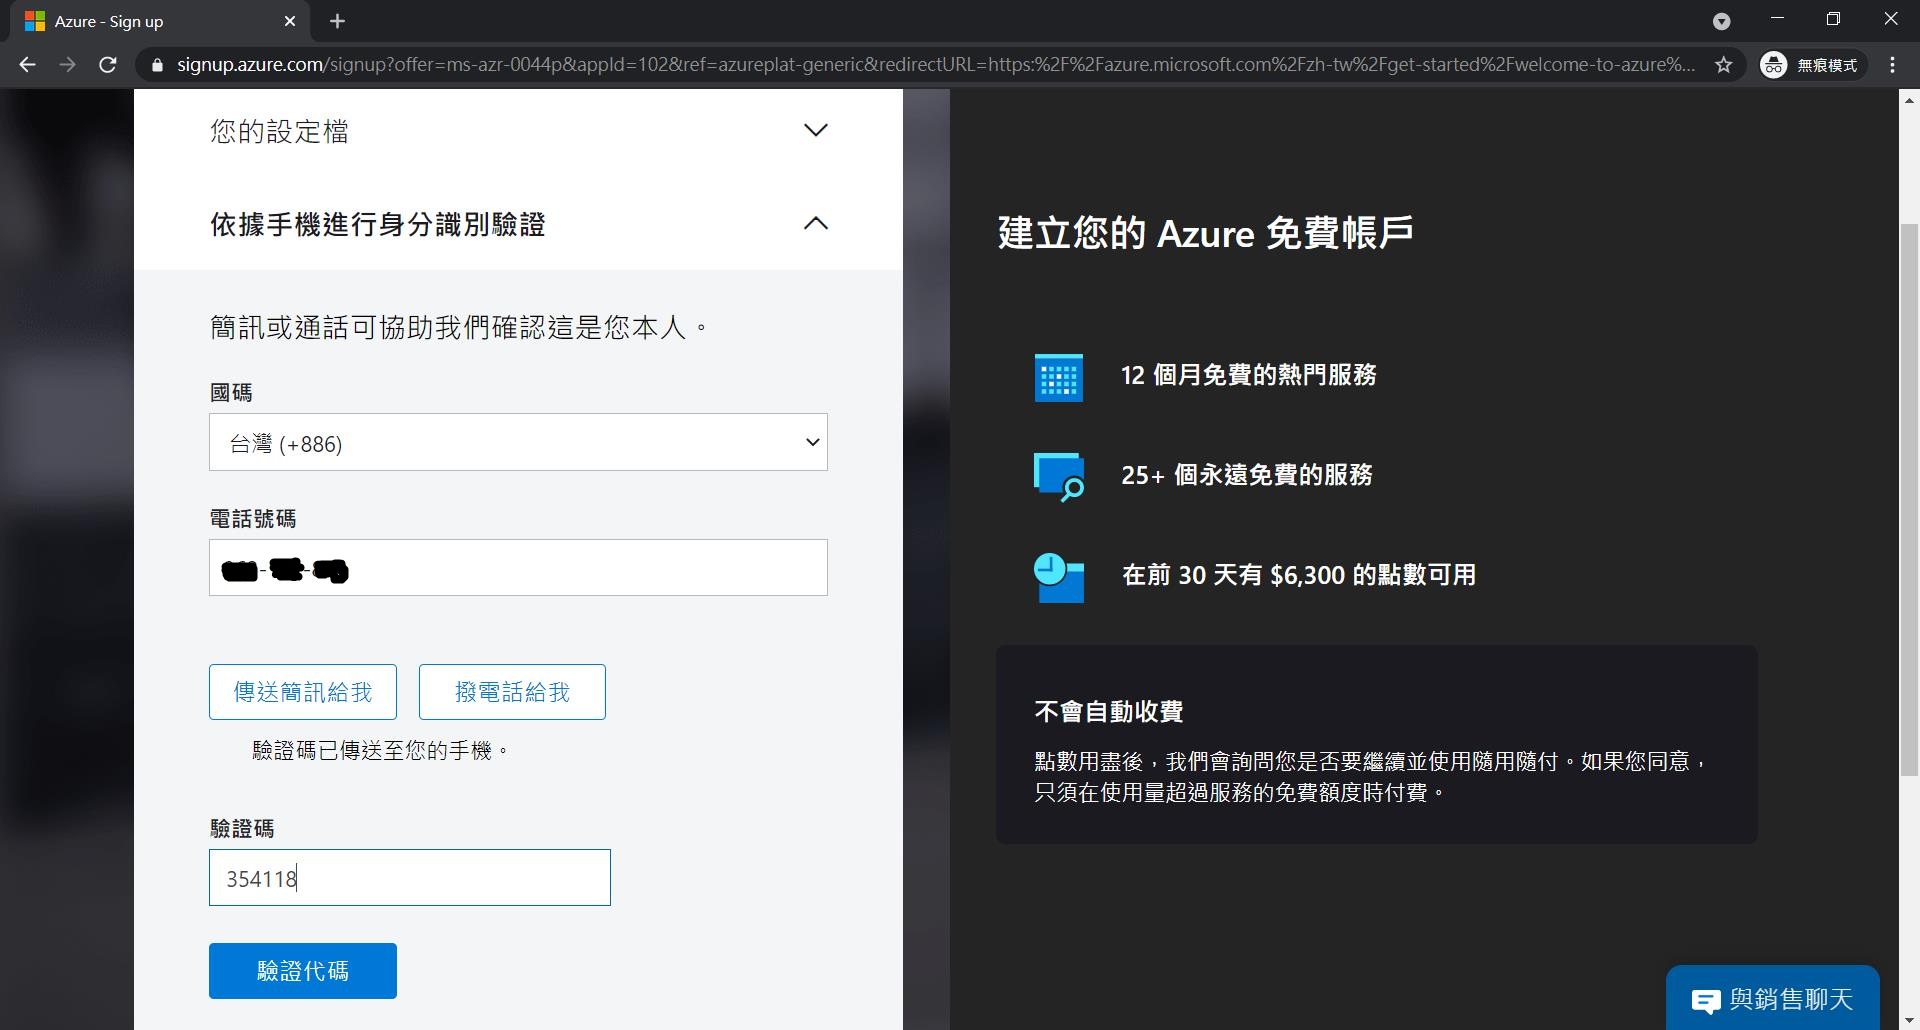 Azure - Sign up
signup.azure.com/signup?offer=ms-azr-0044p&appId=102&ref=azureplat-generic&redirectURL=https:%2F%2Fazure.microsoft.com%2Fzh-tw%2Fget-started%2Fwelcome-to-azure%...
無痕模式
您的設定檔
依據手機進行身分識別驗證
簡訊或通話可協助我們確認這是您本人。
國碼
台灣 (+886)
電話號碼
傳送簡訊給我
撥電話給我
驗證碼已傳送至您的手機。
驗證碼
354118
驗證代碼
建立您的 Azure 免費帳戶
12 個月免費的熱門服務
25+ 個永遠免費的服務
在前 30 天有 $6,300 的點數可用
不會自動收費
點數用盡後，我們會詢問您是否要繼續並使用隨用隨付。如果您同意，
只須在使用量超過服務的免費額度時付費。
與銷售聊天